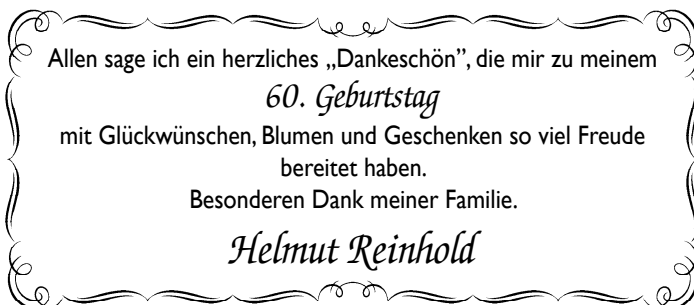 Allen sage ich ein herzliches „Dankeschön”, die mir zu meinem
60. Geburtstag
mit Glückwünschen, Blumen und Geschenken so viel Freude
bereitet haben.
Besonderen Dank meiner Familie.
Helmut Reinhold